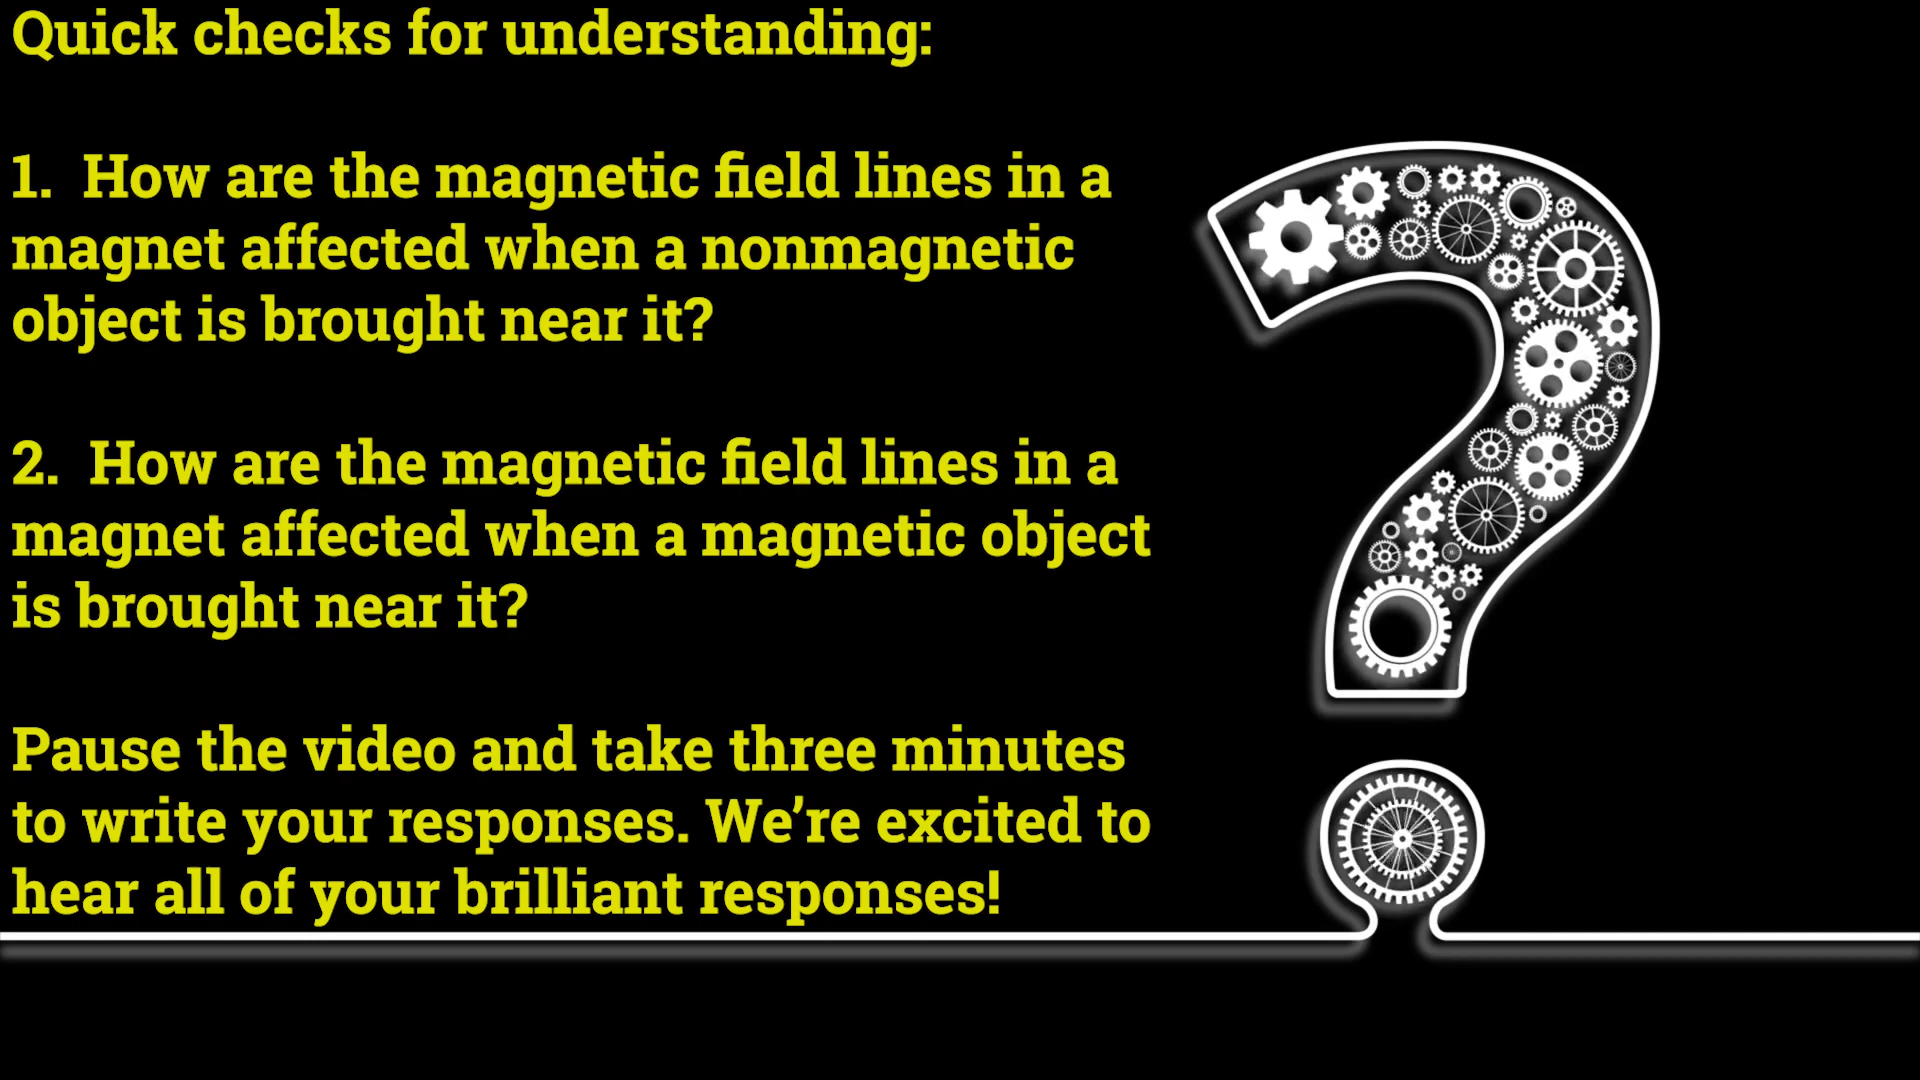 Quick checks for understanding:
1. How are the magnetic field lines in a
magnet affected when a nonmagnetic
object is brought near it?
2. How are the magnetic field lines in a
magnet affected when a magnetic object
is brought near it?
Pause the video and take three minutes
to write your responses. We’re excited to
hear all of your brilliant responses!